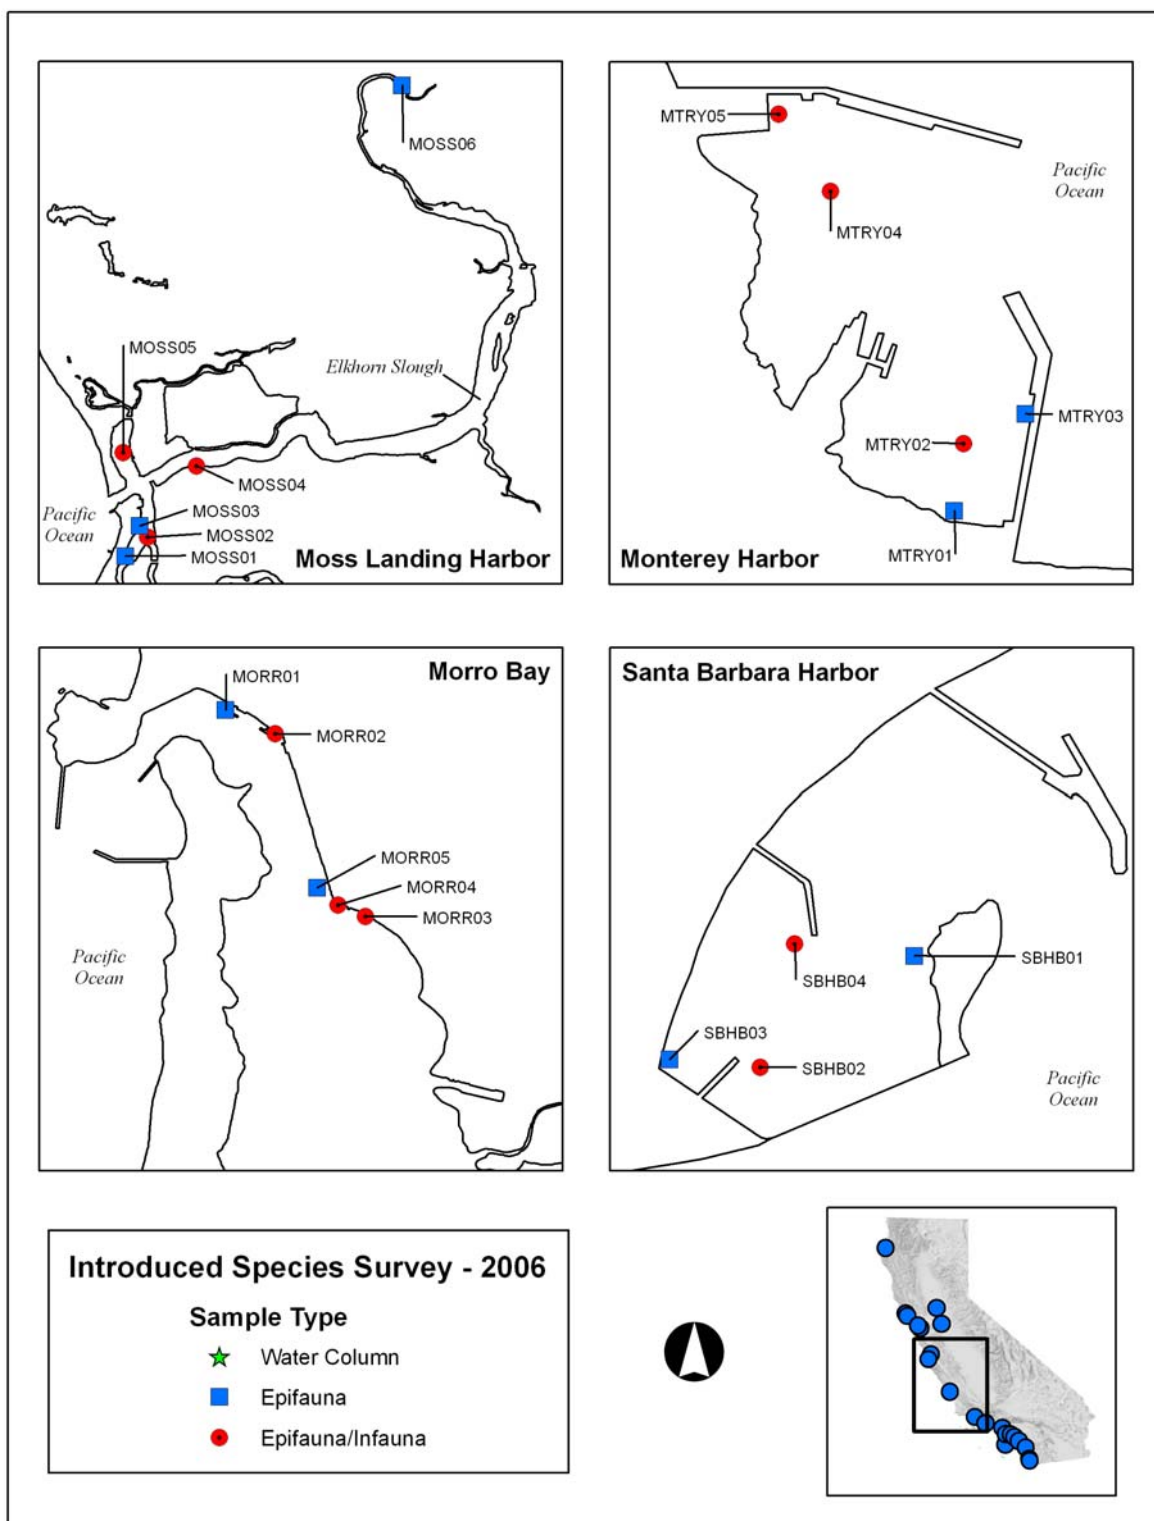 MOSS06
MOSS05
Elkhorn Slough
MOSS04
MOSS03
Pacific
Ocean
MOSS02
MOSS01
Moss Landing Harbor
MTRY05
Pacific
Ocean
MTRY04
MTRY03
MTRY02
MTRY01
Monterey Harbor
MORR01
Morro Bay
MORR02
MORR05
MORR04
MORR03
Pacific
Ocean
Santa Barbara Harbor
SBHB01
SBHB04
SBHB03
SBHB02
Pacific
Ocean
Introduced Species Survey - 2006
Sample Type
Water Column
Epifauna
Epifauna/Infauna